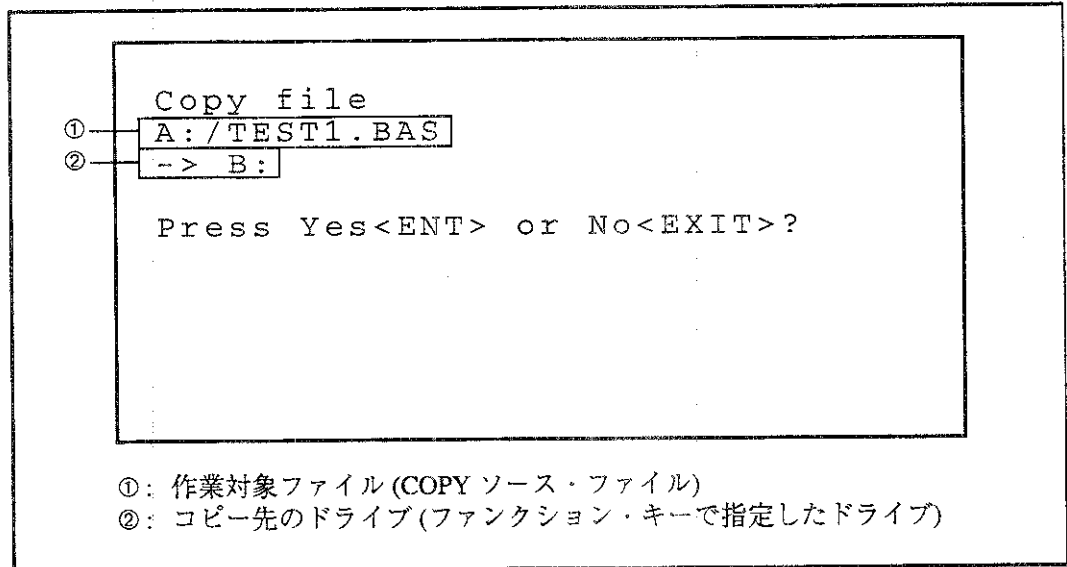 Copy file
① A:/TEST1.BAS
② -> B:
Press Yes<ENT> or No<EXIT>?
①: 作業対象ファイル (COPY ソース・ファイル)
②: コピー先のドライブ (ファンクション・キーで指定したドライブ)